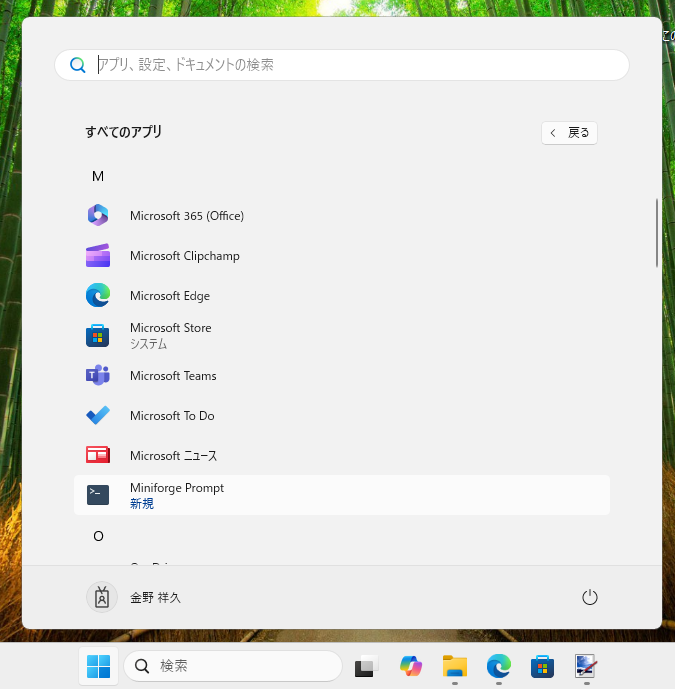 アプリ、設定、ドキュメントの検索
すべてのアプリ
戻る
M
Microsoft 365 (Office)
Microsoft Clipchamp
Microsoft Edge
Microsoft Store
システム
Microsoft Teams
Microsoft To Do
Microsoft ニュース
Miniforge Prompt
新規
O
金野 祥久
検索